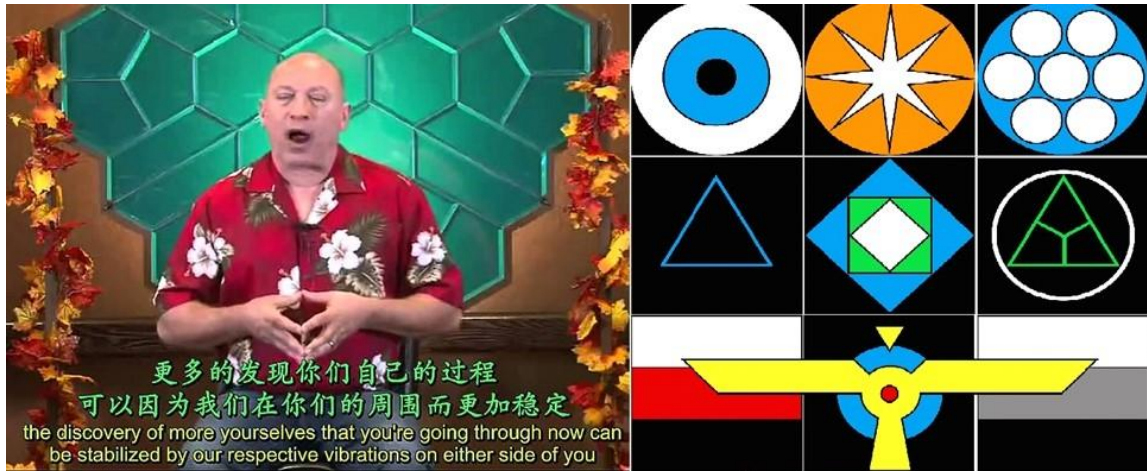 更多的发现你们自己的过程
可以因为我们在你们的周围而更加稳定
the discovery of more yourselves that you're going through now can
be stabilized by our respective vibrations on either side of you